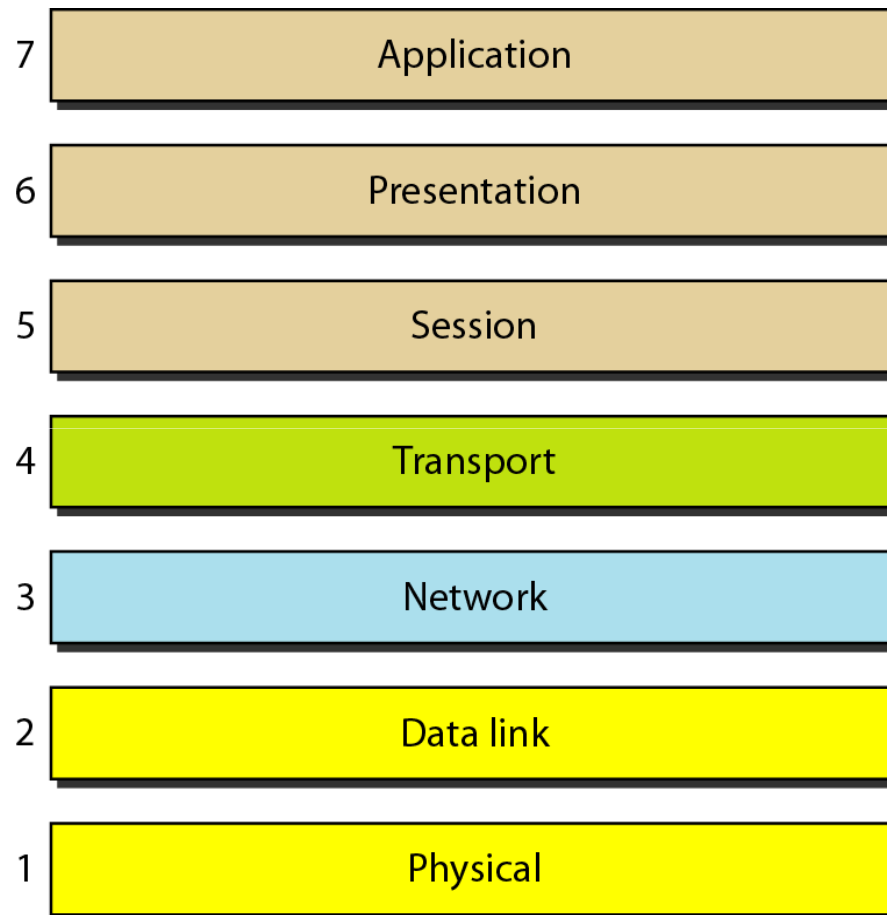 7 Application
6 Presentation
5 Session
4 Transport
3 Network
2 Data link
1 Physical